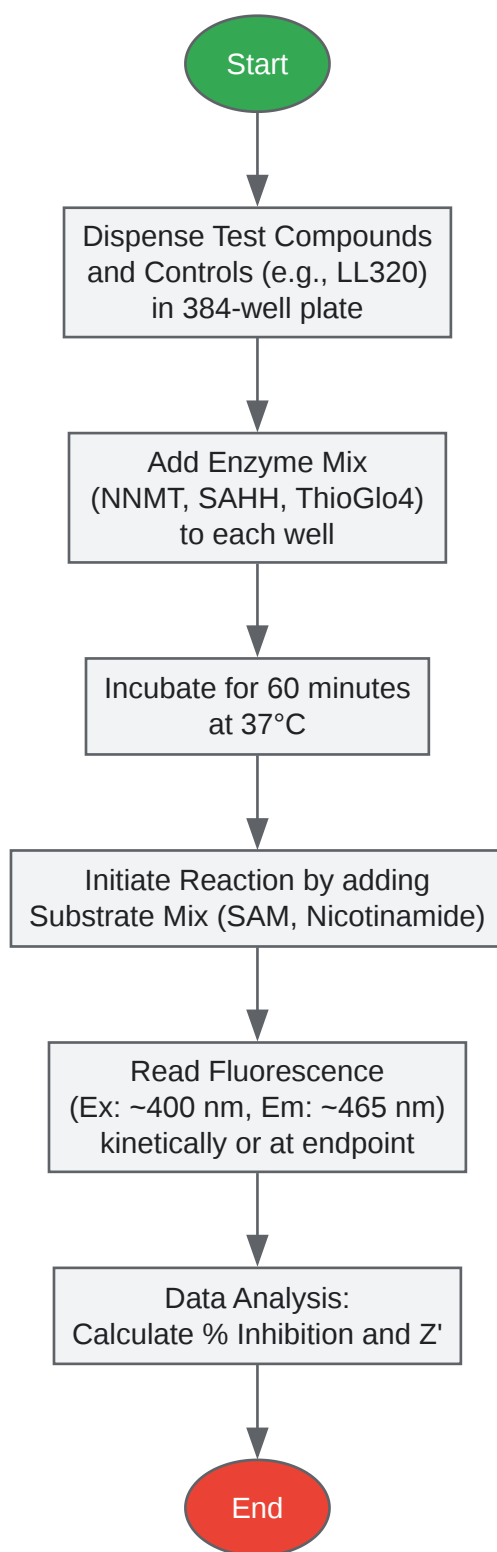 Start
Dispense Test Compounds
and Controls (e.g., LL320)
in 384-well plate
Add Enzyme Mix
(NNMT, SAHH, ThioGlo4)
to each well
Incubate for 60 minutes
at 37°C
Initiate Reaction by adding
Substrate Mix (SAM, Nicotinamide)
Read Fluorescence
(Ex: ~400 nm, Em: ~465 nm)
kinetically or at endpoint
Data Analysis:
Calculate % Inhibition and Z'
End